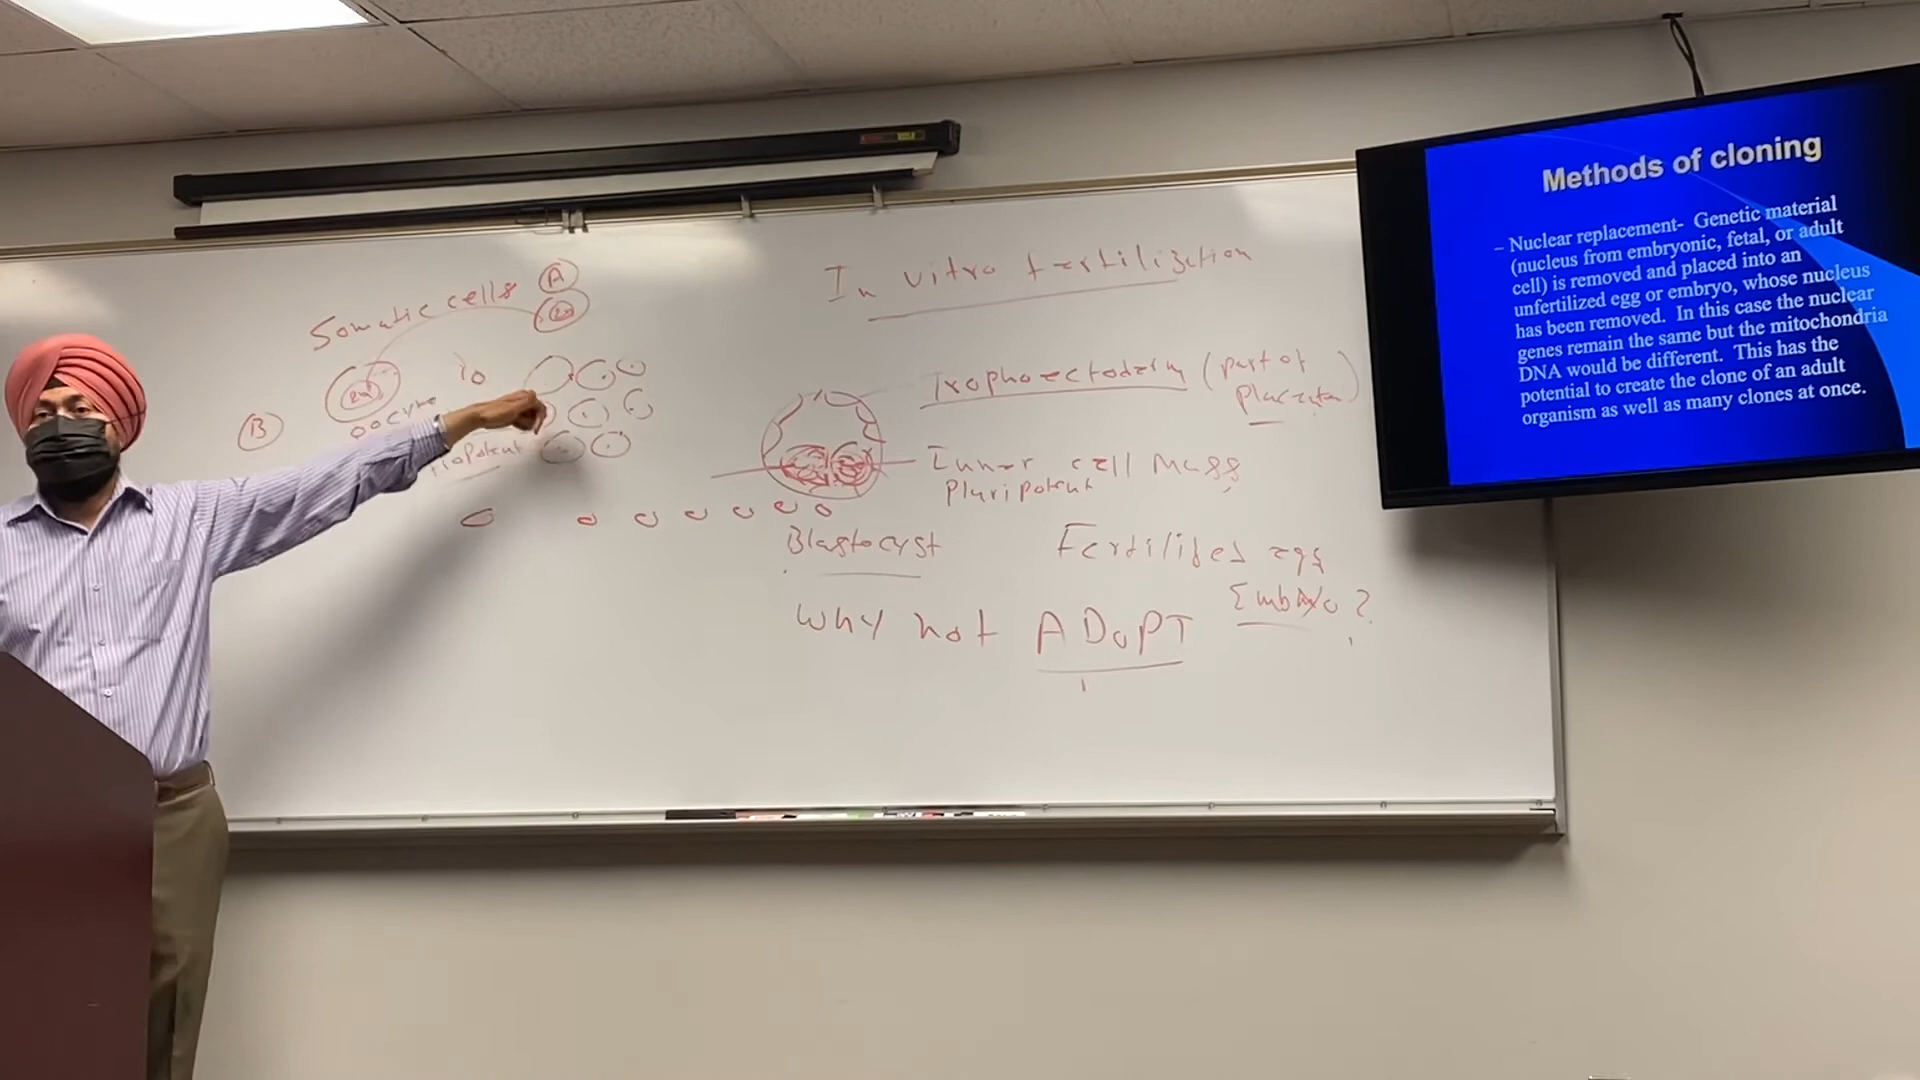 Somatic cells
A
2n
2n
B
oocyte
In vitro fertilization
Trophoectoderm (part of
placenta)
Inner cell Mass
Pluripotent
Blastocyst
Fertilizes egg
Embryo?
Why not ADOPT
Methods of cloning
– Nuclear replacement- Genetic material
(nucleus from embryonic, fetal, or adult
cell) is removed and placed into an
unfertilized egg or embryo, whose nucleus
has been removed. In this case the nuclear
genes remain the same but the mitochondria
DNA would be different. This has the
potential to create the clone of an adult
organism as well as many clones at once.